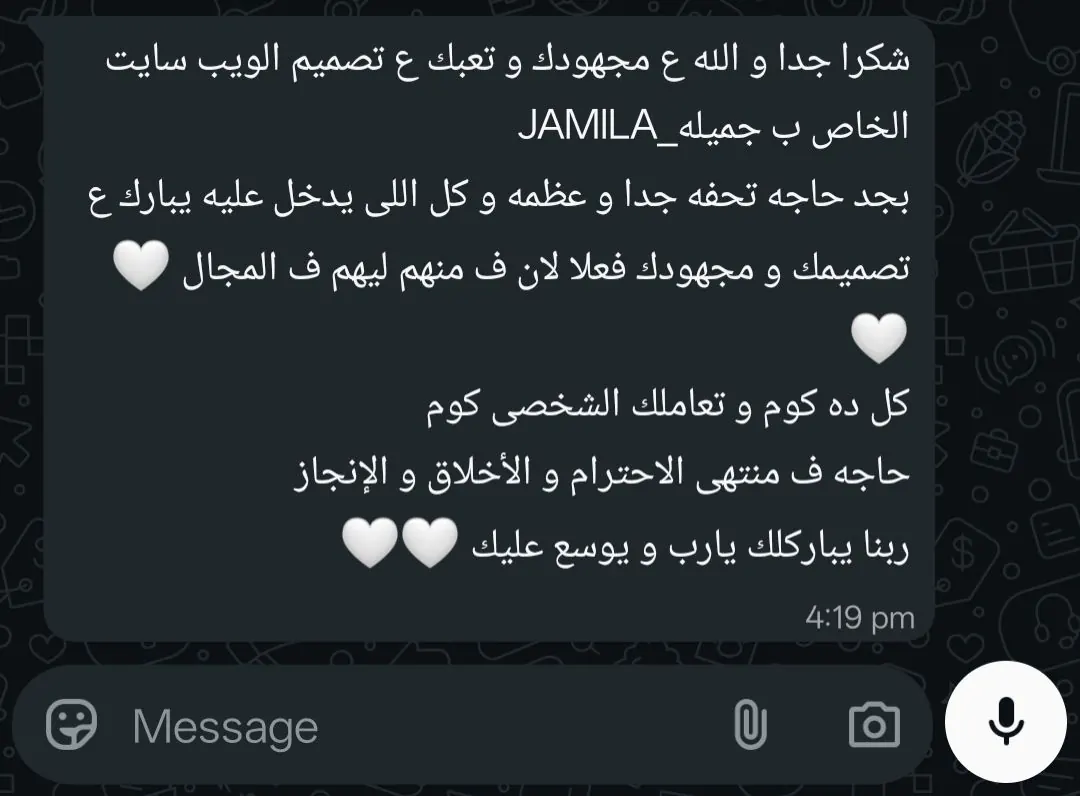 شكرا جدا و الله ع مجهودك و تعبك ع تصميم الويب سايت
الخاص ب جميله_JAMILA
بجد حاجه تحفه جدا و عظمه و كل اللى يدخل عليه يبارك ع
تصميمك و مجهودك فعلا لان ف منهم ليهم ف المجال 🤍
🤍
كل ده كوم و تعاملك الشخصى كوم
حاجه ف منتهى الاحترام و الأخلاق و الإنجاز
ربنا يباركلك يارب و يوسع عليك 🤍🤍
4:19 pm
Message